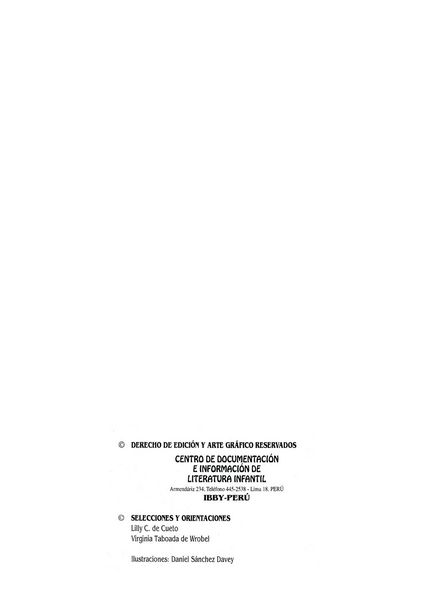 © DERECHO DE EDICIÓN Y ARTE GRÁFICO RESERVADOS
CENTRO DE DOCUMENTACIÓN
E INFORMACIÓN DE
LITERATURA INFANTIL
Armendáriz 234. Teléfono 445-2538 - Lima 18. PERÚ
IBBY-PERÚ
© SELECCIONES Y ORIENTACIONES
Lilly C. de Cueto
Virginia Taboada de Wrobel
Ilustraciones: Daniel Sánchez Davey